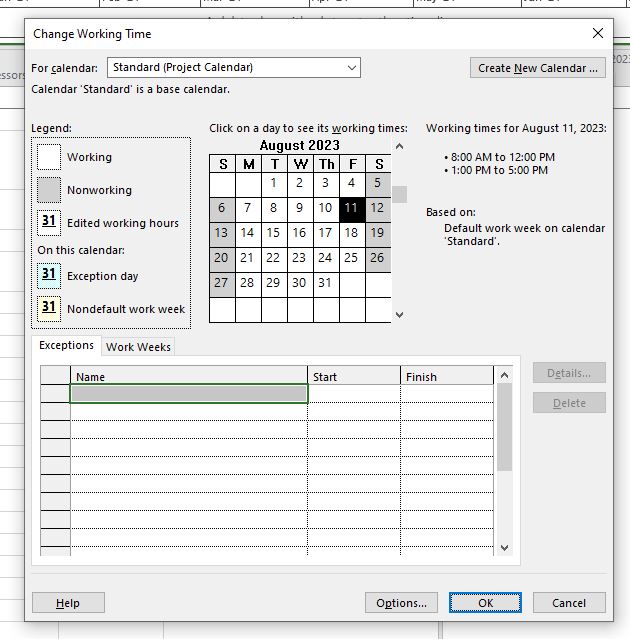 Change Working Time
For calendar: Standard (Project Calendar)
Create New Calendar ...
Calendar 'Standard' is a base calendar.
Legend:
Working
Nonworking
31 Edited working hours
On this calendar:
31 Exception day
31 Nondefault work week
Click on a day to see its working times:
August 2023
S M T W Th F S
1 2 3 4 5
6 7 8 9 10 11 12
13 14 15 16 17 18 19
20 21 22 23 24 25 26
27 28 29 30 31
Working times for August 11, 2023:
• 8:00 AM to 12:00 PM
• 1:00 PM to 5:00 PM
Based on:
Default work week on calendar
'Standard'.
Exceptions Work Weeks
Name Start Finish
Details...
Delete
Help Options... OK Cancel